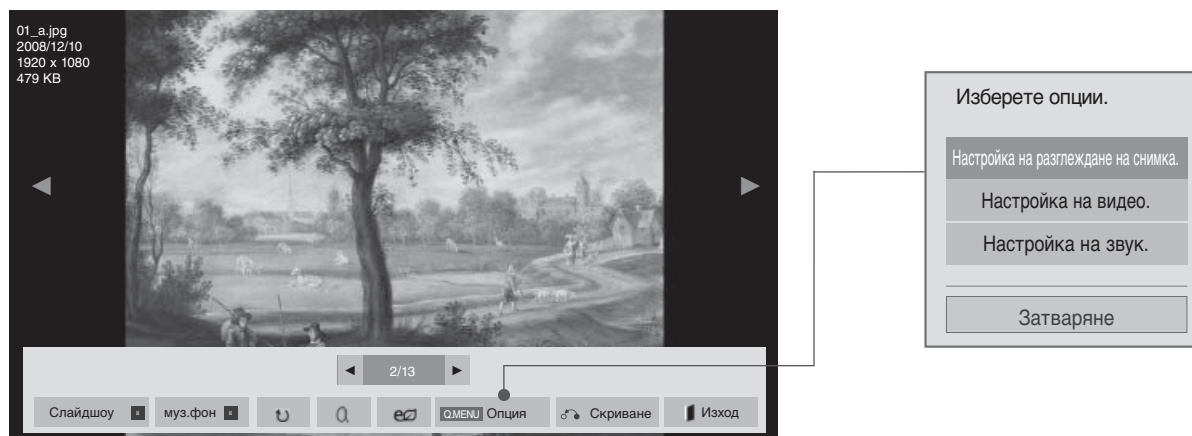 01_a.jpg
2008/12/10
1920 x 1080
479 KB
◄ 2/13 ►
Слайдшоу муз.фон Q.MENU Опция Скриване Изход
Изберете опции.
Настройка на разглеждане на снимка.
Настройка на видео.
Настройка на звук.
Затваряне